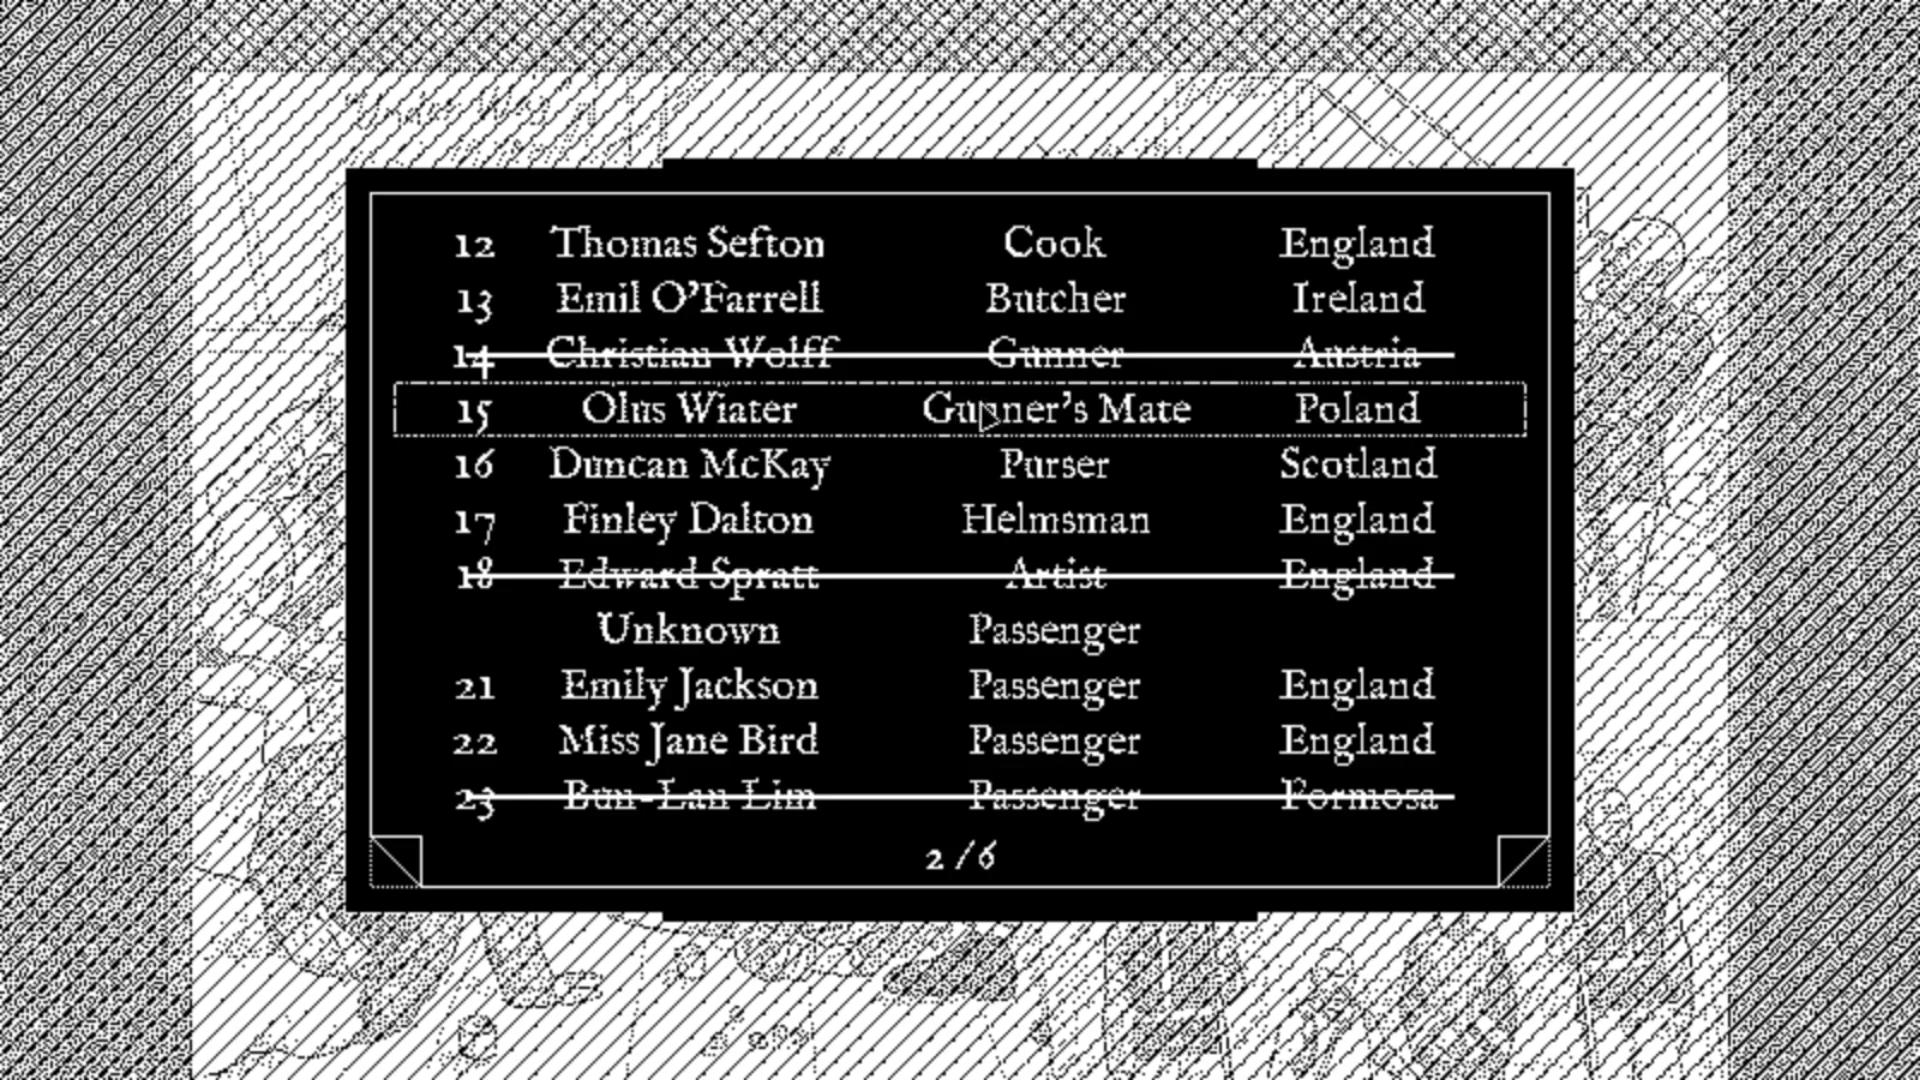 12 Thomas Sefton Cook England
13 Emil O'Farrell Butcher Ireland
14 Christian Wolff Gunner Austria
15 Olus Wiater Gunner's Mate Poland
16 Duncan McKay Purser Scotland
17 Finley Dalton Helmsman England
18 Edward Spratt Artist England
Unknown Passenger
21 Emily Jackson Passenger England
22 Miss Jane Bird Passenger England
23 Bun-Lan Lim Passenger Formosa
2/6